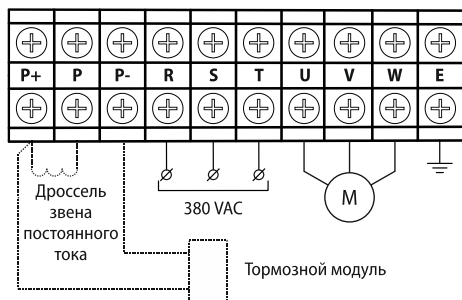 P+ P P- R S T U V W E
Дроссель
звена
постоянного
тока
380 VAC
M
Тормозной модуль